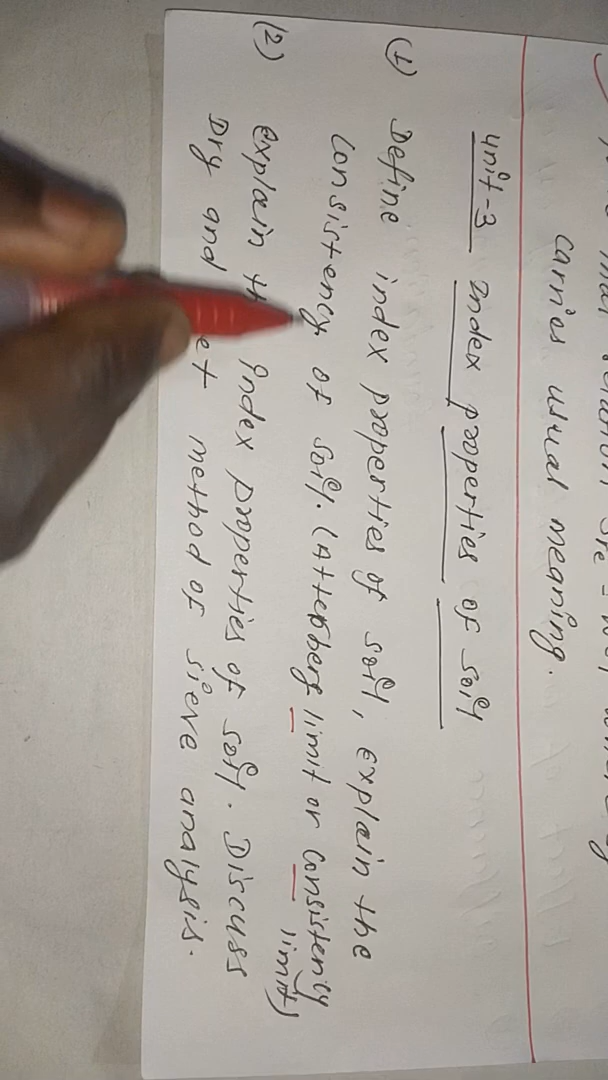 carries usual meaning.
Unit-3 Index properties of soil
(1) Define index properties of soil, explain the
consistency of soil. (Atterberg limit or consistency
limit)
(2) explain index properties of soil. Discuss
Dry and method of sieve analysis.